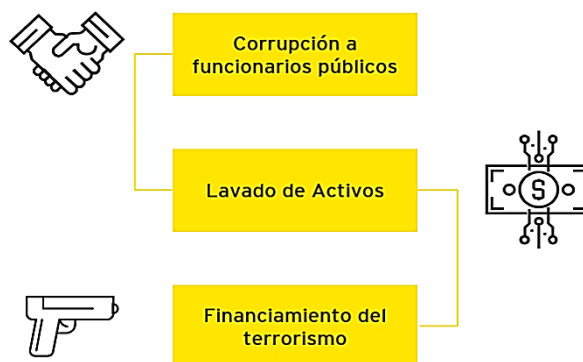 Corrupción a
funcionarios públicos
Lavado de Activos
$
Financiamiento del
terrorismo